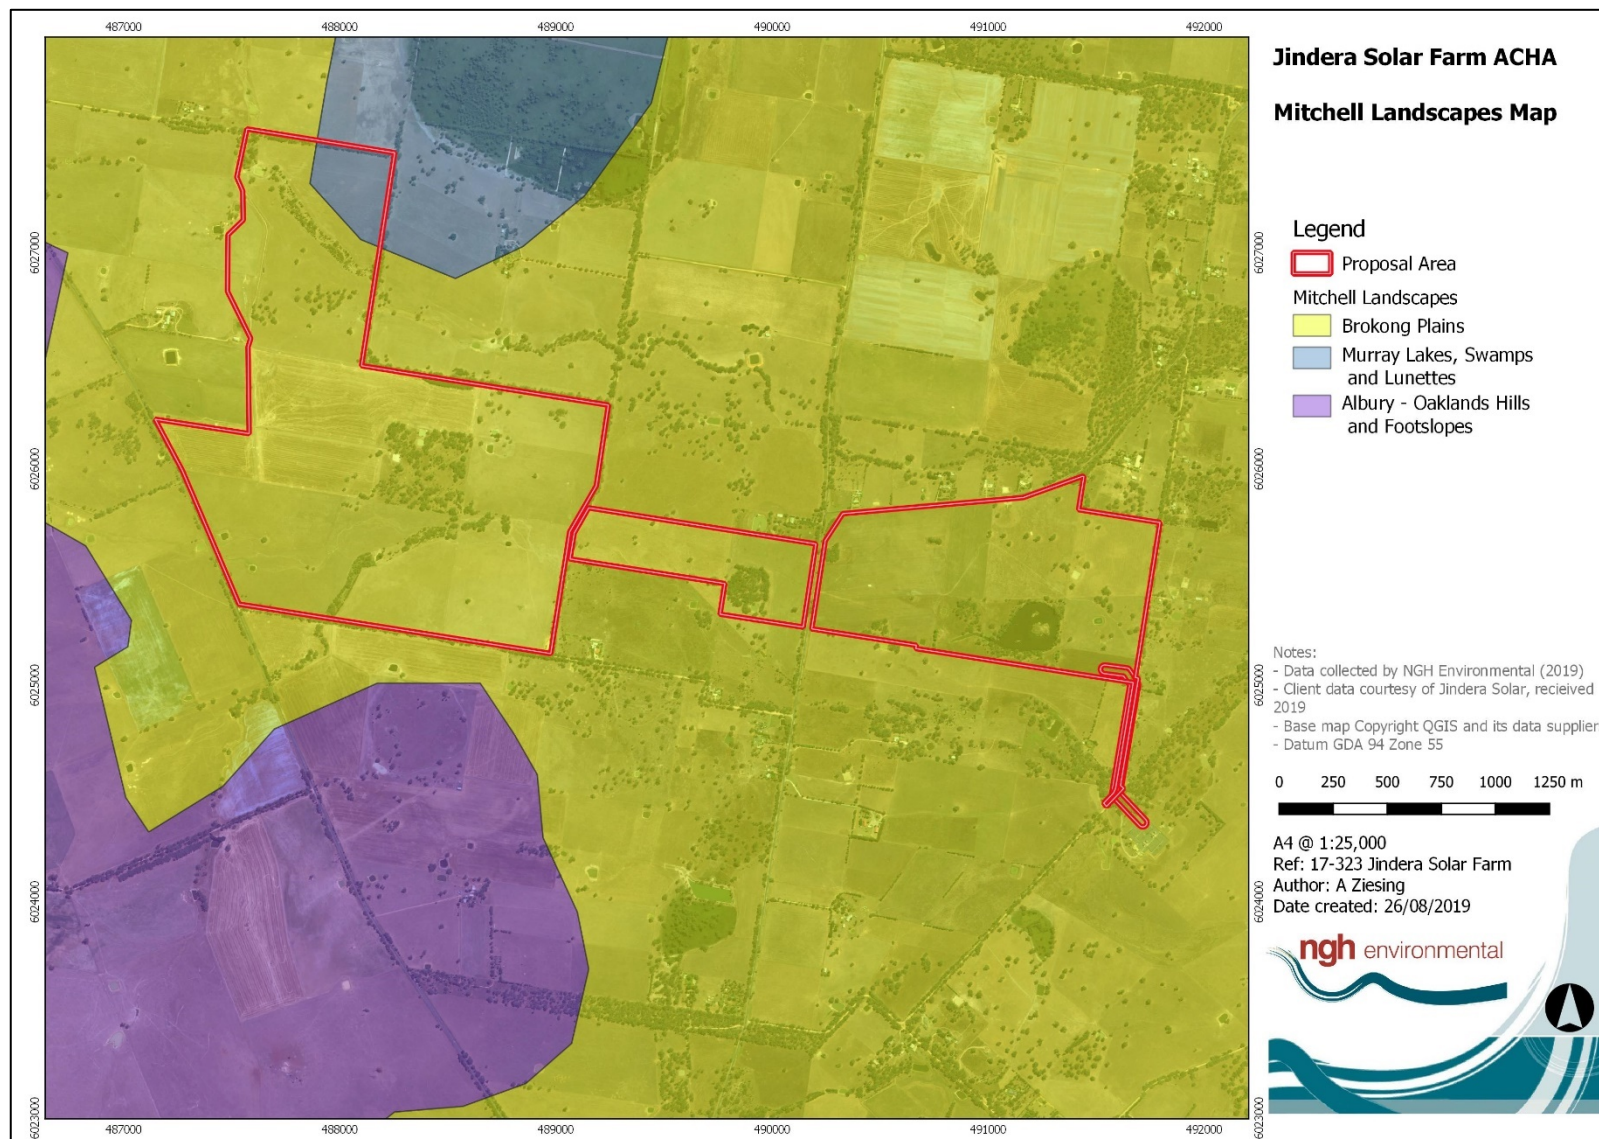 487000 488000 489000 490000 491000 492000
6027000
6026000
6025000
6024000
6023000
6027000
6026000
6025000
6024000
6023000
487000 488000 489000 490000 491000 492000
Jindera Solar Farm ACHA
Mitchell Landscapes Map
Legend
Proposal Area
Mitchell Landscapes
Brokong Plains
Murray Lakes, Swamps
and Lunettes
Albury - Oaklands Hills
and Footslopes
Notes:
- Data collected by NGH Environmental (2019)
- Client data courtesy of Jindera Solar, recieived
2019
- Base map Copyright QGIS and its data supplier
- Datum GDA 94 Zone 55
0 250 500 750 1000 1250 m
A4 @ 1:25,000
Ref: 17-323 Jindera Solar Farm
Author: A Ziesing
Date created: 26/08/2019
ngh environmental